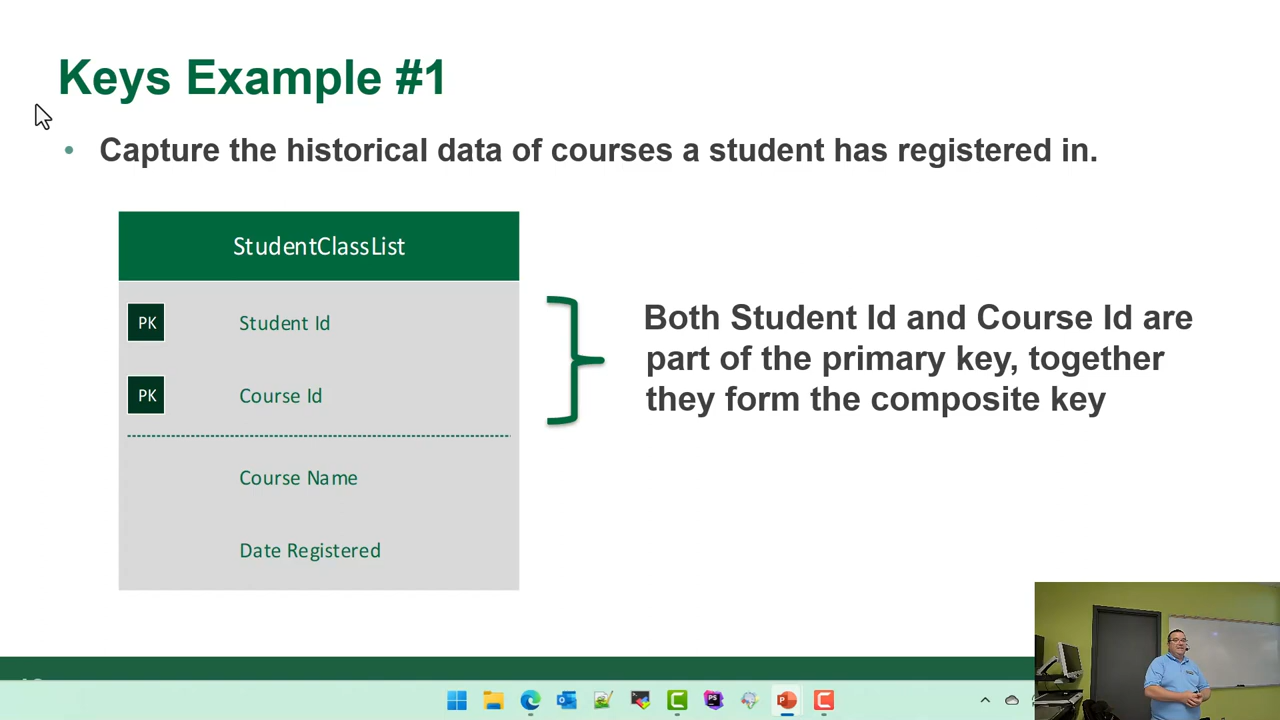 Keys Example #1
• Capture the historical data of courses a student has registered in.
StudentClassList
PK Student Id
PK Course Id
Course Name
Date Registered
Both Student Id and Course Id are
part of the primary key, together
they form the composite key